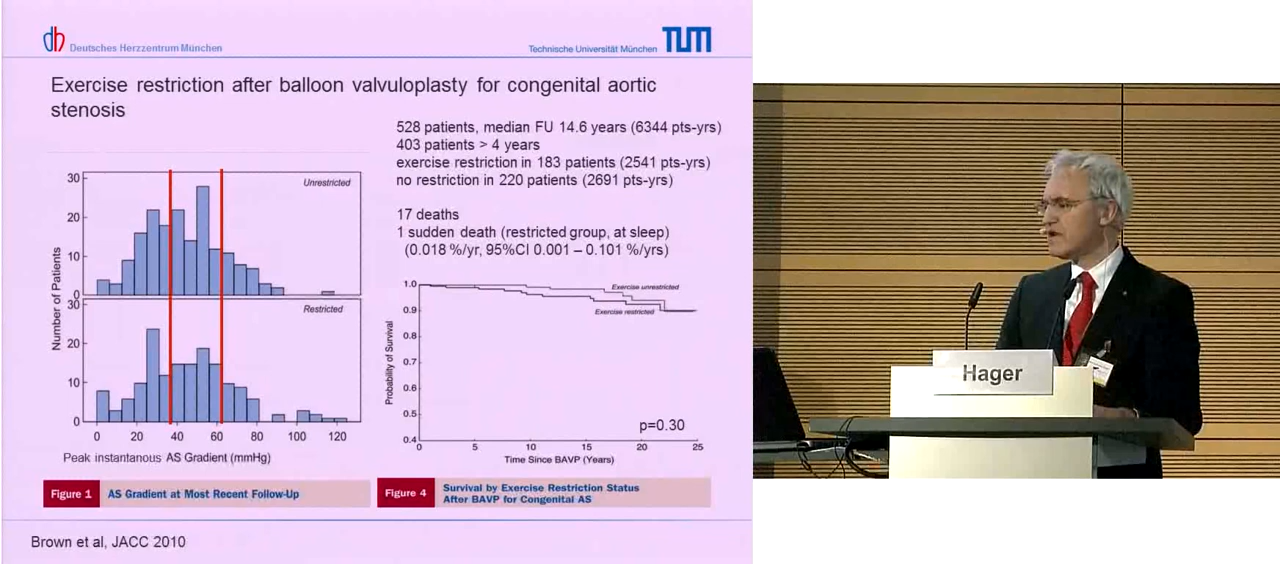 Deutsches Herzzentrum München
Technische Universität München TUM
Exercise restriction after balloon valvuloplasty for congenital aortic
stenosis
528 patients, median FU 14.6 years (6344 pts-yrs)
403 patients > 4 years
exercise restriction in 183 patients (2541 pts-yrs)
no restriction in 220 patients (2691 pts-yrs)
17 deaths
1 sudden death (restricted group, at sleep)
(0.018 %/yr, 95%CI 0.001 – 0.101 %/yrs)
Number of Patients
30
20
10
0
Unrestricted
30
20
10
0
Restricted
0 20 40 60 80 100 120
Peak instantanous AS Gradient (mmHg)
Figure 1 AS Gradient at Most Recent Follow-Up
Probability of Survival
1.0
0.9
0.8
0.7
0.6
0.5
0.4
Exercise unrestricted
Exercise restricted
p=0.30
0 5 10 15 20 25
Time Since BAVP (Years)
Figure 4 Survival by Exercise Restriction Status
After BAVP for Congenital AS
Brown et al, JACC 2010
Hager